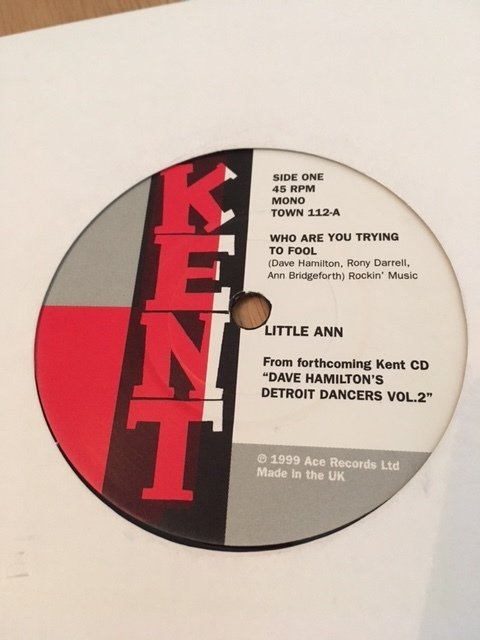 KENT
SIDE ONE
45 RPM
MONO
TOWN 112-A
WHO ARE YOU TRYING
TO FOOL
(Dave Hamilton, Rony Darrell,
Ann Bridgeforth) Rockin' Music
LITTLE ANN
From forthcoming Kent CD
"DAVE HAMILTON'S
DETROIT DANCERS VOL.2"
℗ 1999 Ace Records Ltd
Made in the UK